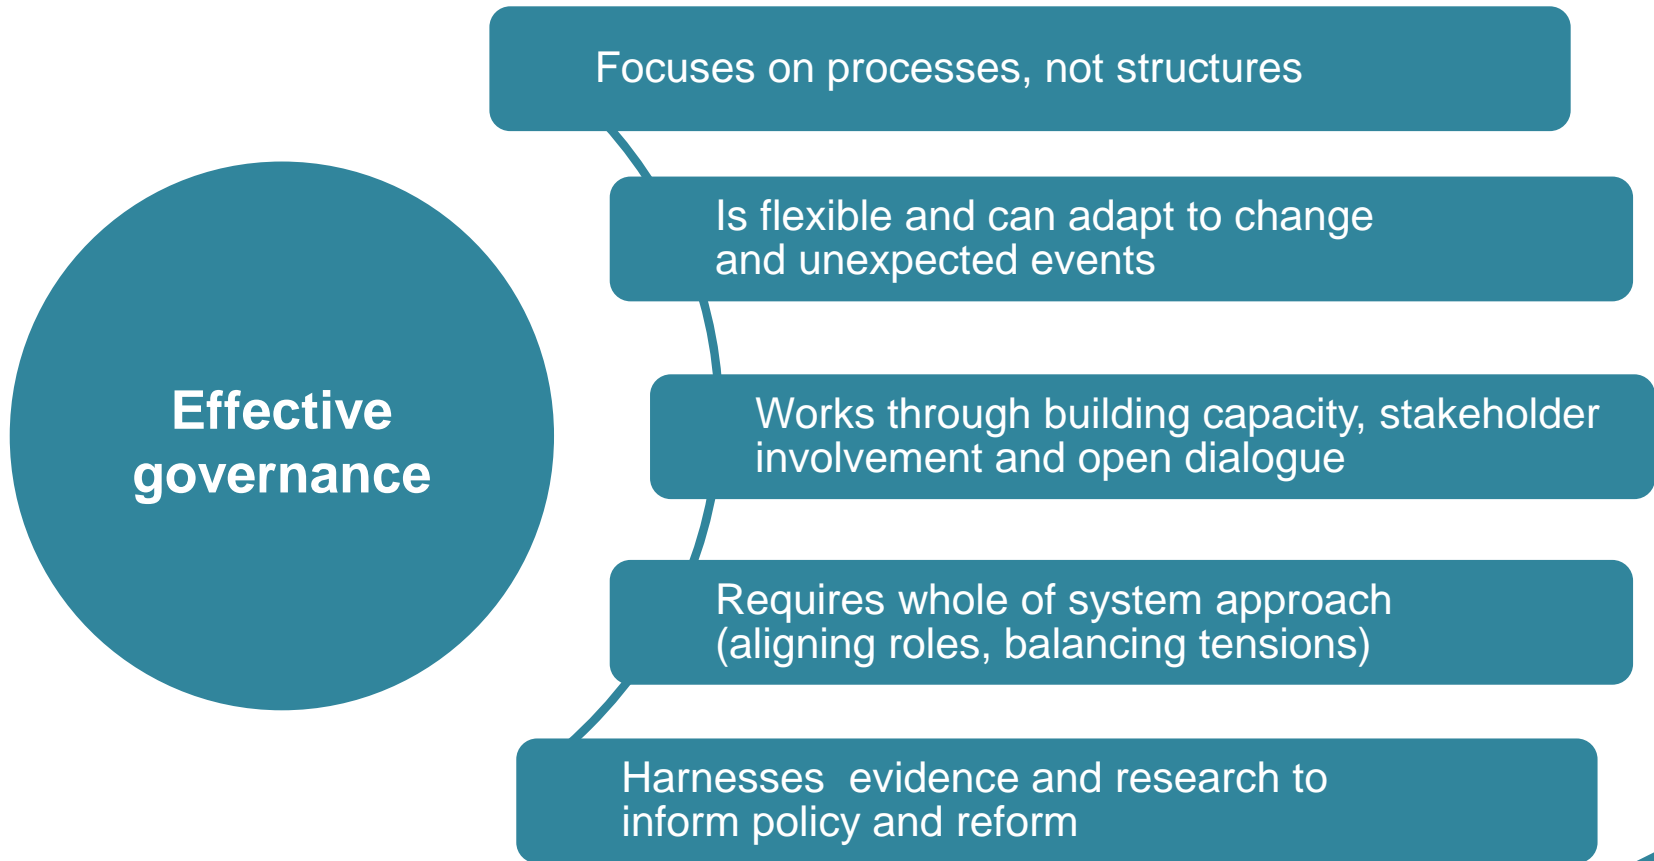 Focuses on processes, not structures
Is flexible and can adapt to change
and unexpected events
Effective
governance
Works through building capacity, stakeholder
involvement and open dialogue
Requires whole of system approach
(aligning roles, balancing tensions)
Harnesses  evidence and research to
inform policy and reform